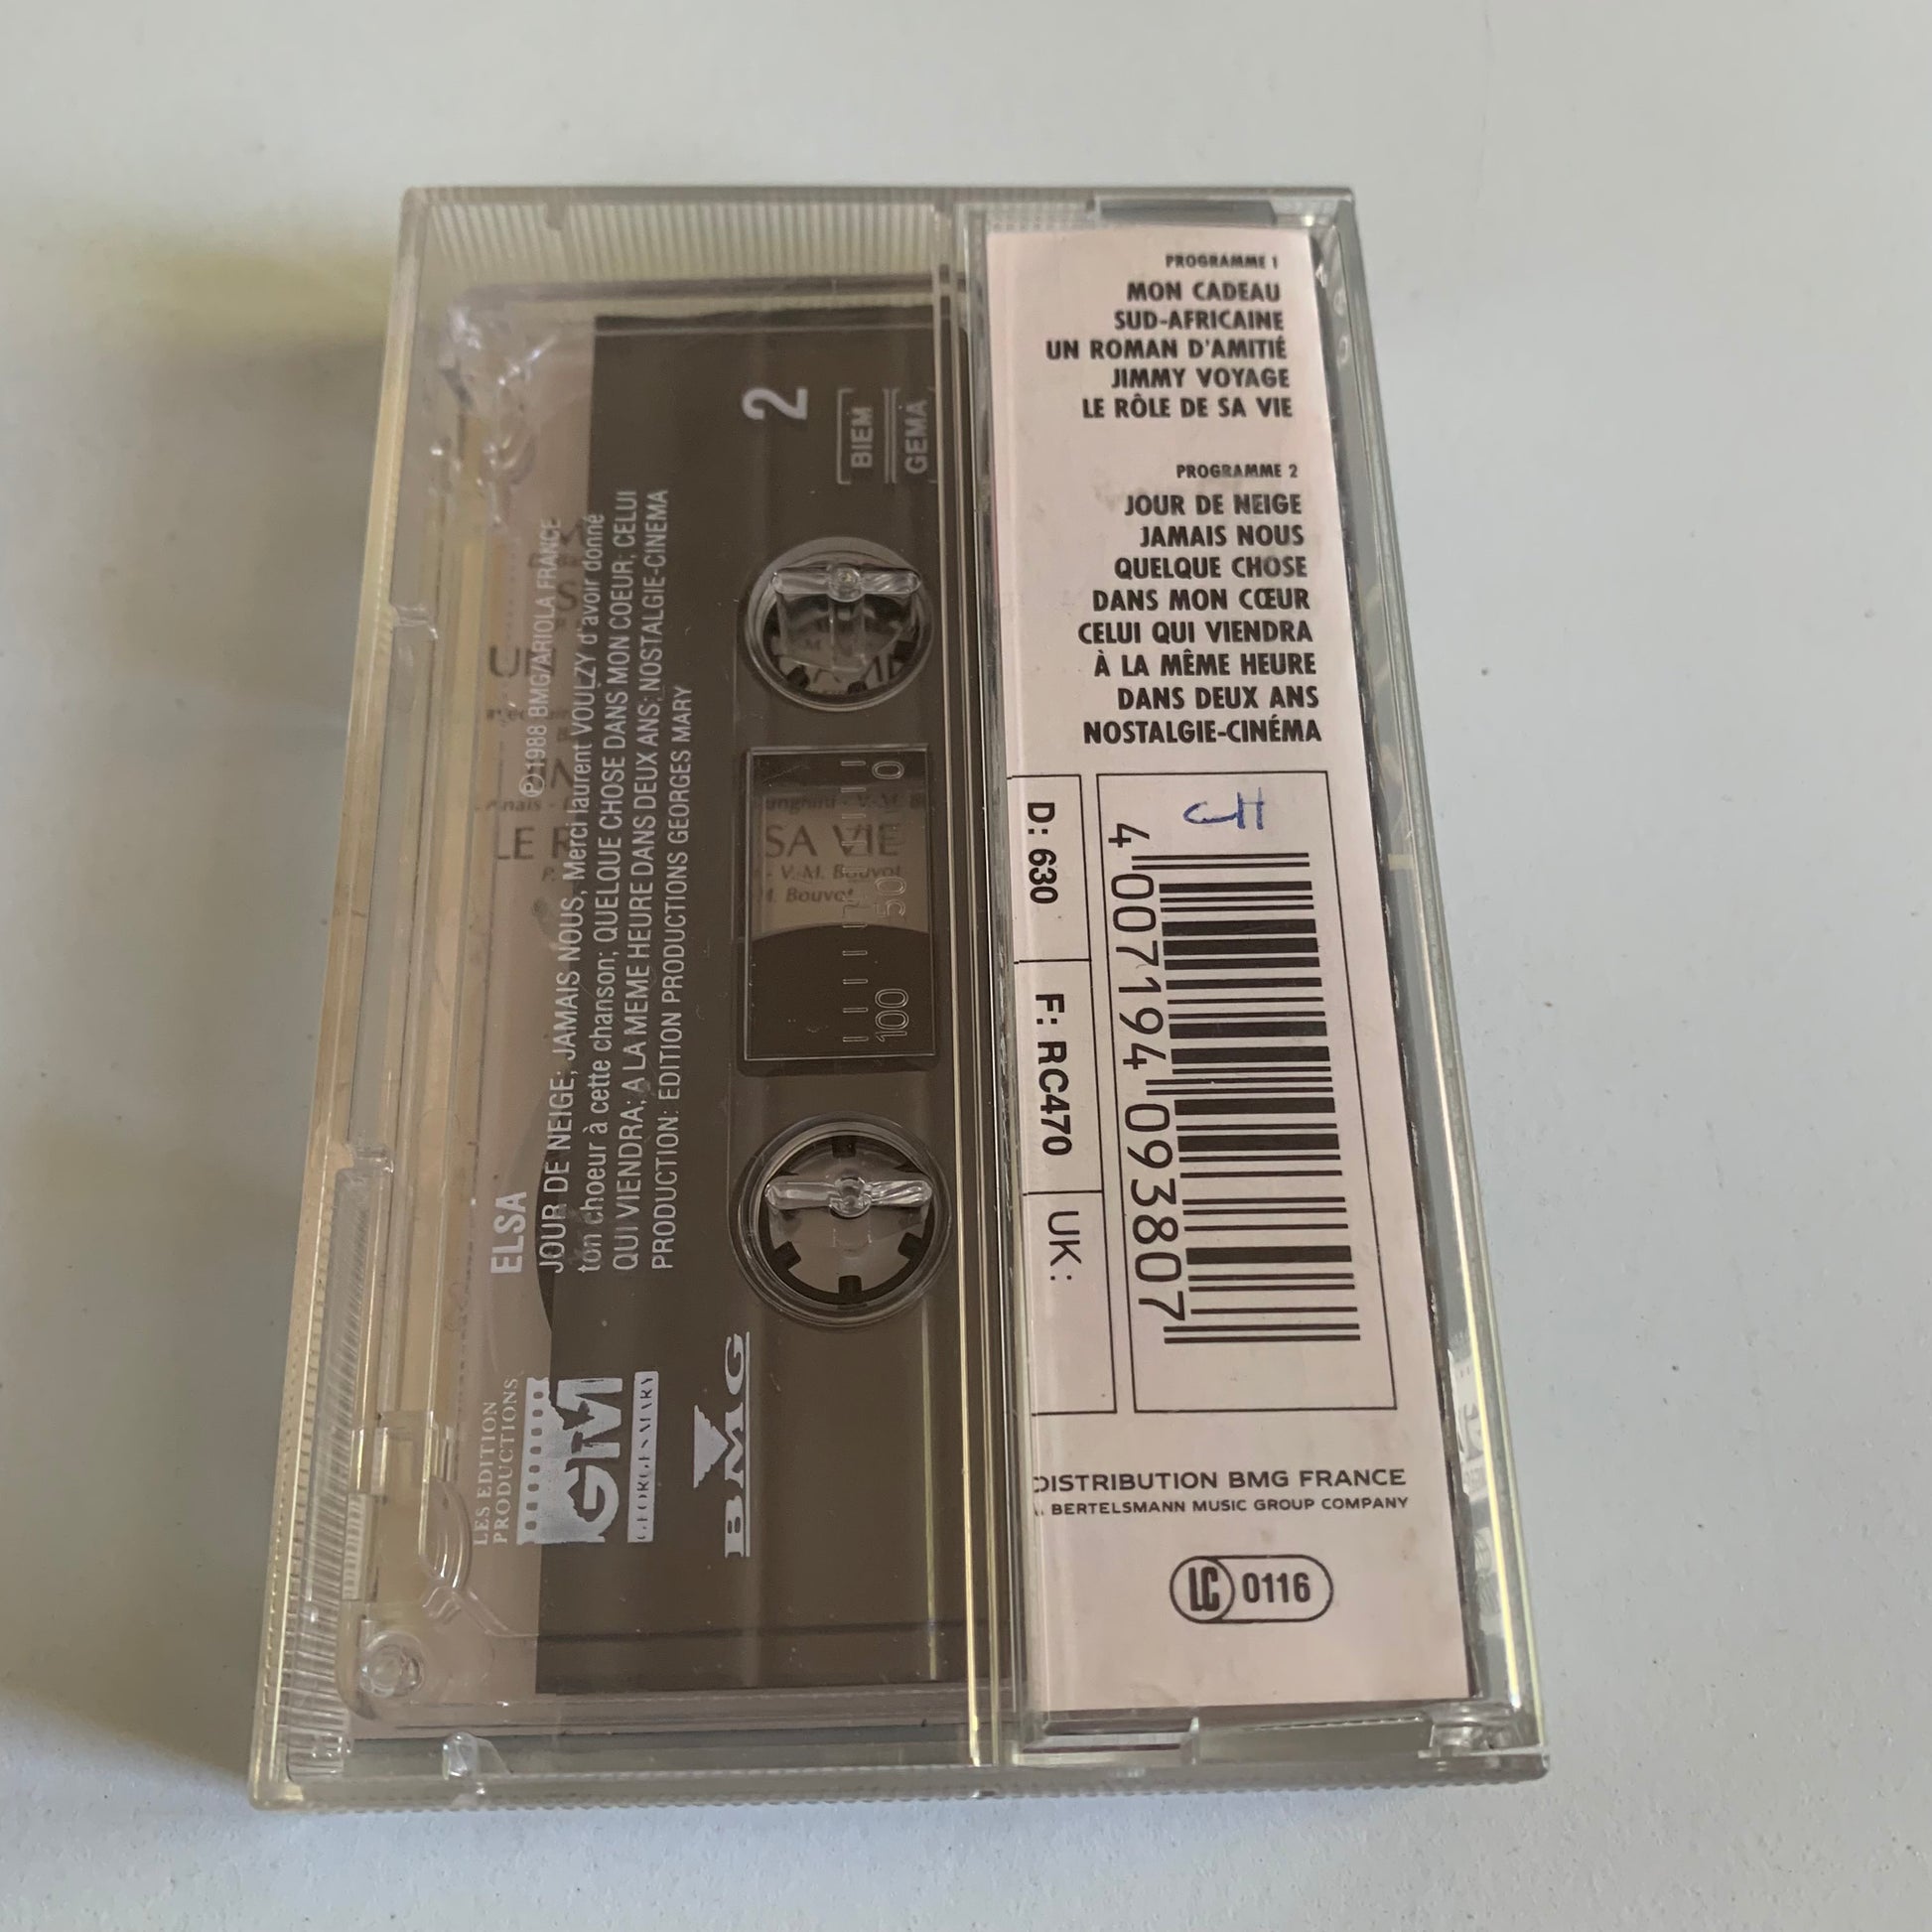 PROGRAMME 1
MON CADEAU
SUD-AFRICAINE
UN ROMAN D'AMITIÉ
JIMMY VOYAGE
LE RÔLE DE SA VIE
PROGRAMME 2
JOUR DE NEIGE
JAMAIS NOUS
QUELQUE CHOSE
DANS MON CŒUR
CELUI QUI VIENDRA
À LA MÊME HEURE
DANS DEUX ANS
NOSTALGIE-CINÉMA
D: 630
F: RC470
UK:
4 007194 093807
DISTRIBUTION BMG FRANCE
BERTELSMANN MUSIC GROUP COMPANY
LC 0116
2
BIEM
GEMA
℗1988 BMG/ARIOLA FRANCE
ELSA
JOUR DE NEIGE; JAMAIS NOUS, Merci laurent VOULZY d'avoir donné
ton choeur à cette chanson; QUELQUE CHOSE DANS MON COEUR; CELUI
QUI VIENDRA; A LA MEME HEURE DANS DEUX ANS; NOSTALGIE-CINEMA
PRODUCTION: EDITION PRODUCTIONS GEORGES MARY
LES EDITION
PRODUCTIONS
GM
GEORGES MARY
BMG
0
50
100
SA VIE
- V.-M. Bouvot
M. Bouvot
LE R